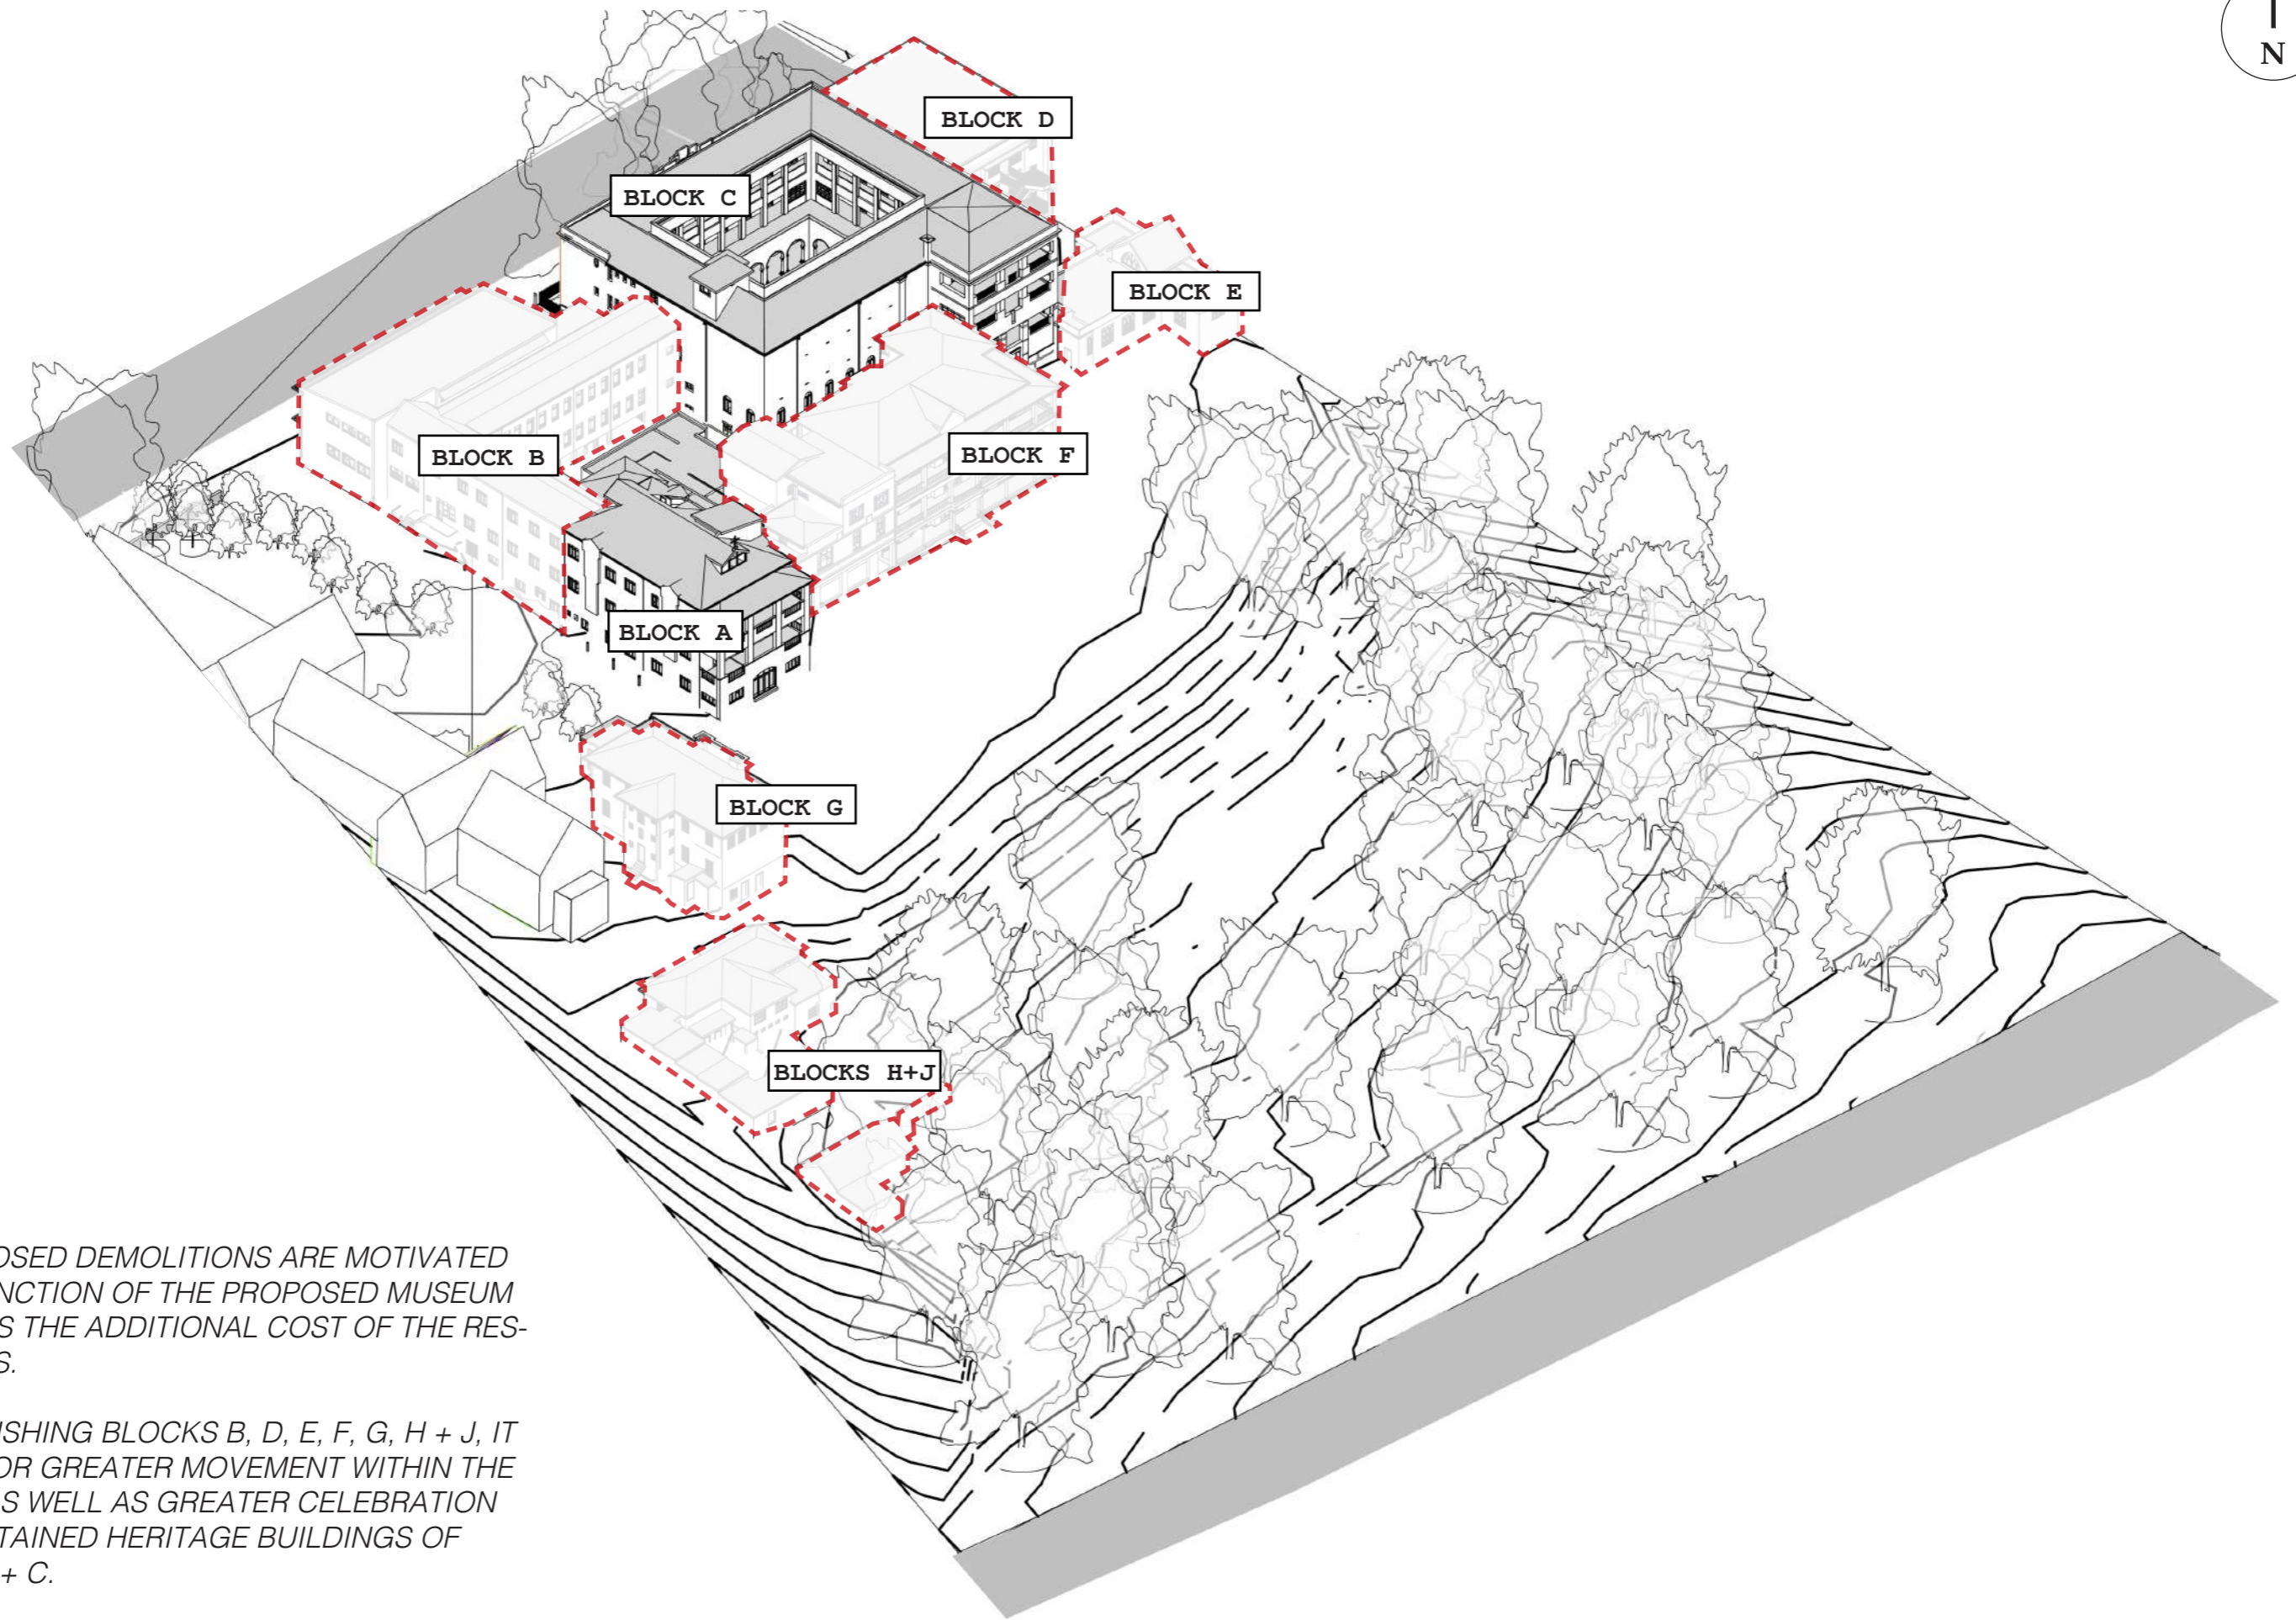 N
BLOCK D
BLOCK C
BLOCK E
BLOCK B
BLOCK F
BLOCK A
BLOCK G
BLOCKS H+J
OSED DEMOLITIONS ARE MOTIVATED
NCTION OF THE PROPOSED MUSEUM
S THE ADDITIONAL COST OF THE RES-
S.
ISHING BLOCKS B, D, E, F, G, H + J, IT
OR GREATER MOVEMENT WITHIN THE
S WELL AS GREATER CELEBRATION
TAINED HERITAGE BUILDINGS OF
+ C.